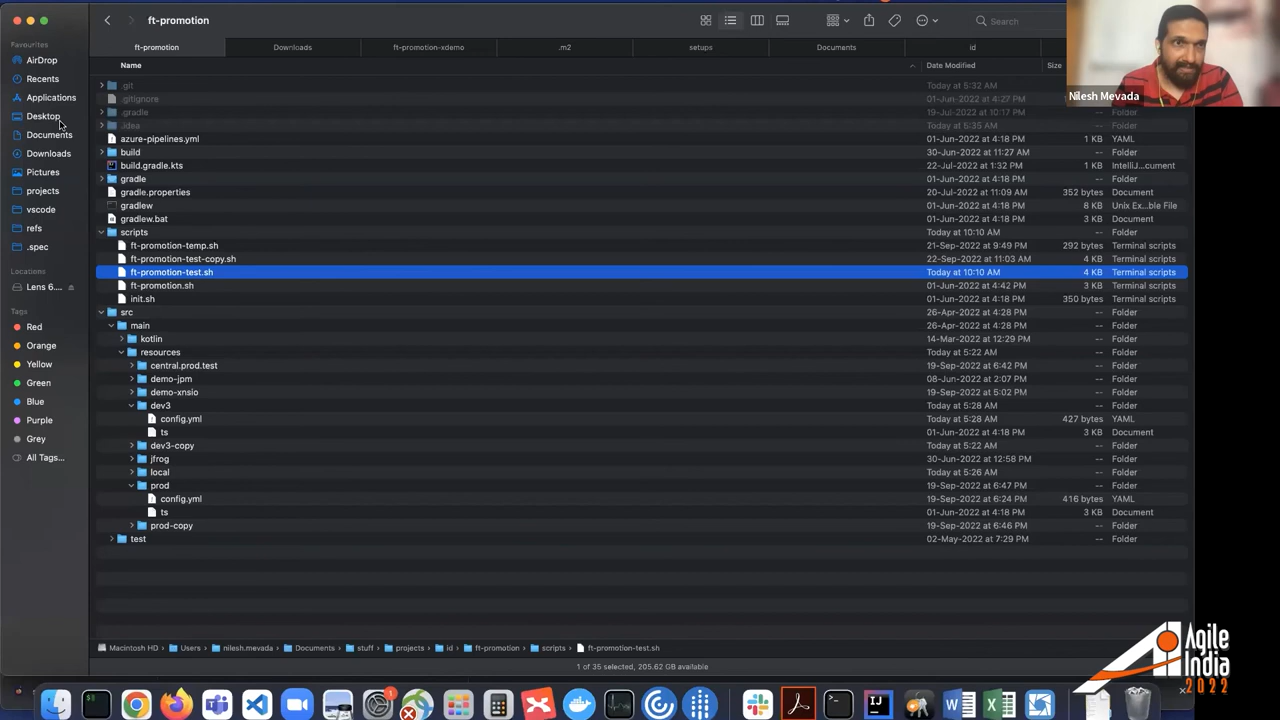 ft-promotion
Search
Favourites
AirDrop
Recents
Applications
Desktop
Documents
Downloads
Pictures
projects
vscode
refs
.spec
Locations
Lens 6....
Tags
Red
Orange
Yellow
Green
Blue
Purple
Grey
All Tags...
ft-promotion Downloads ft-promotion-xdemo .m2 setups Documents id
Name Date Modified Size
.git Today at 5:32 AM -- Folder
.gitignore 01-Jun-2022 at 4:27 PM
.gradle 19-Jul-2022 at 10:17 AM -- Folder
.idea Today at 5:35 AM -- Folder
azure-pipelines.yml 01-Jun-2022 at 4:18 PM 1 KB YAML
build 30-Jun-2022 at 11:27 AM -- Folder
build.gradle.kts 22-Jul-2022 at 1:32 PM 1 KB IntelliJ...cument
gradle 01-Jun-2022 at 4:18 PM -- Folder
gradle.properties 20-Jul-2022 at 11:09 AM 352 bytes Document
gradlew 01-Jun-2022 at 4:18 PM 8 KB Unix Ex...ble File
gradlew.bat 01-Jun-2022 at 4:18 PM 3 KB Document
scripts Today at 10:10 AM -- Folder
ft-promotion-temp.sh 21-Sep-2022 at 9:49 PM 292 bytes Terminal scripts
ft-promotion-test-copy.sh 22-Sep-2022 at 11:03 AM 4 KB Terminal scripts
ft-promotion-test.sh Today at 10:10 AM 4 KB Terminal scripts
ft-promotion.sh 01-Jun-2022 at 4:42 PM 4 KB Terminal scripts
init.sh 01-Jun-2022 at 4:18 PM 350 bytes Terminal scripts
src 26-Apr-2022 at 4:28 PM -- Folder
main 26-Apr-2022 at 4:28 PM -- Folder
kotlin 14-Mar-2022 at 12:29 PM -- Folder
resources Today at 5:22 AM -- Folder
central.prod.test 19-Sep-2022 at 6:42 PM -- Folder
demo-jpm 08-Jun-2022 at 2:07 PM -- Folder
demo-xnsio 19-Sep-2022 at 5:02 PM -- Folder
dev3 Today at 5:28 AM -- Folder
config.yml Today at 5:28 AM 427 bytes YAML
ts 01-Jun-2022 at 4:18 PM 3 KB Document
dev3-copy Today at 5:22 AM -- Folder
jfrog 30-Jun-2022 at 12:58 PM -- Folder
local Today at 5:26 AM -- Folder
prod 19-Sep-2022 at 6:47 PM -- Folder
config.yml 19-Sep-2022 at 6:24 PM 416 bytes YAML
ts 01-Jun-2022 at 4:18 PM 3 KB Document
prod-copy 19-Sep-2022 at 6:46 PM -- Folder
test 02-May-2022 at 7:29 PM -- Folder
Macintosh HD Users nilesh.mevada Documents stuff projects id ft-promotion scripts ft-promotion-test.sh
1 of 35 selected, 205.62 GB available
Nilesh Mevada
Agile
India
2022